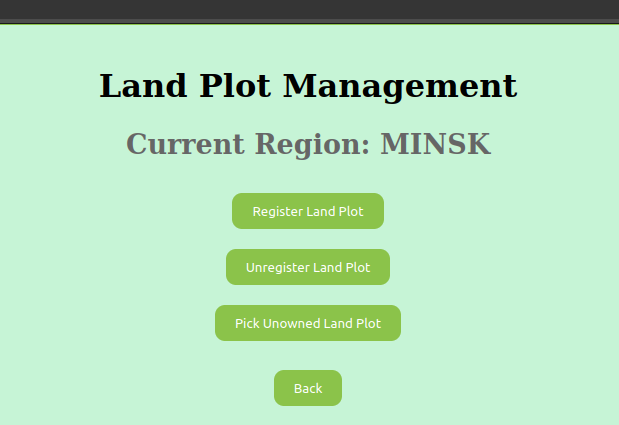 Land Plot Management
Current Region: MINSK
Register Land Plot
Unregister Land Plot
Pick Unowned Land Plot
Back